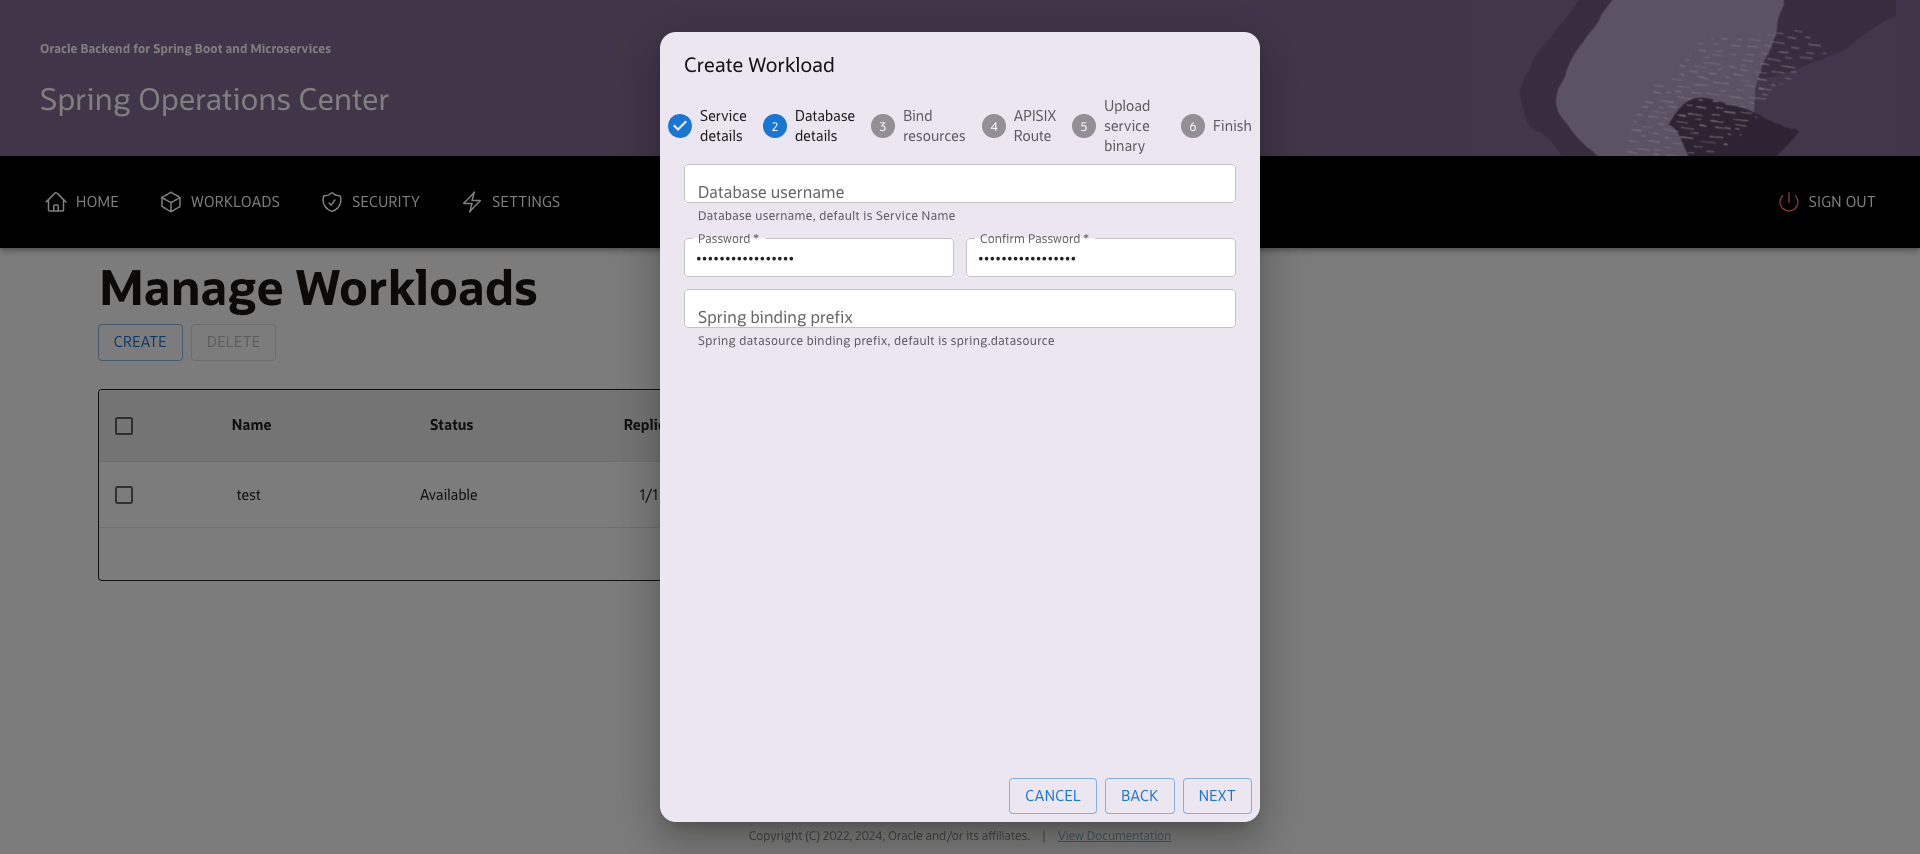 Oracle Backend for Spring Boot and Microservices
Spring Operations Center
HOME
WORKLOADS
SECURITY
SETTINGS
SIGN OUT
Manage Workloads
CREATE
DELETE
Name
Status
test
Available
1/1
Create Workload
Service details
2
Database details
3
Bind resources
4
APISIX Route
5
Upload service binary
6
Finish
Database username
Database username, default is Service Name
Password *
•••••••••••••••••
Confirm Password *
•••••••••••••••••
Spring binding prefix
Spring datasource binding prefix, default is spring.datasource
CANCEL
BACK
NEXT
Copyright (C) 2022, 2024, Oracle and/or its affiliates. | View Documentation